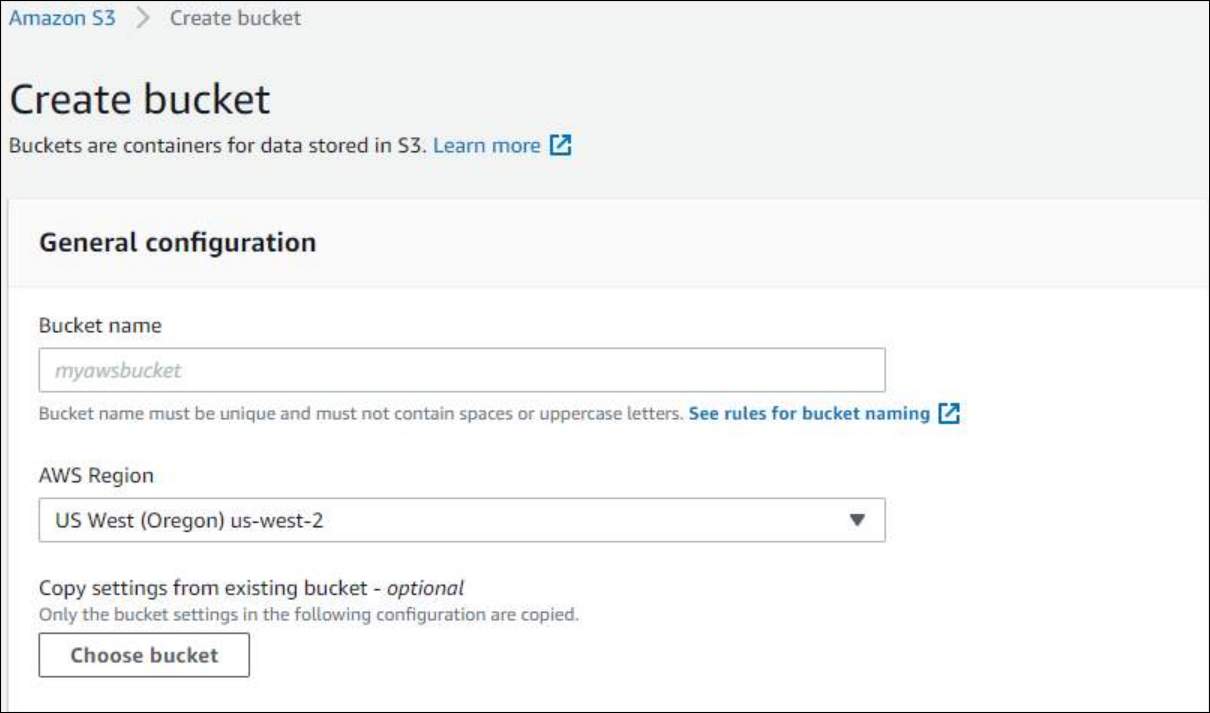 Amazon S3 > Create bucket
Create bucket
Buckets are containers for data stored in S3. Learn more
General configuration
Bucket name
myawsbucket
Bucket name must be unique and must not contain spaces or uppercase letters. See rules for bucket naming
AWS Region
US West (Oregon) us-west-2
Copy settings from existing bucket - optional
Only the bucket settings in the following configuration are copied.
Choose bucket